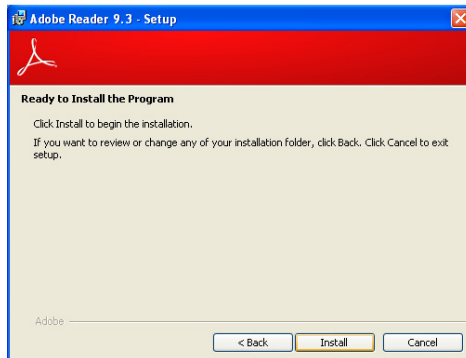 Adobe Reader 9.3 - Setup
Ready to Install the Program
Click Install to begin the installation.
If you want to review or change any of your installation folder, click Back. Click Cancel to exit
setup.
Adobe
< Back Install Cancel